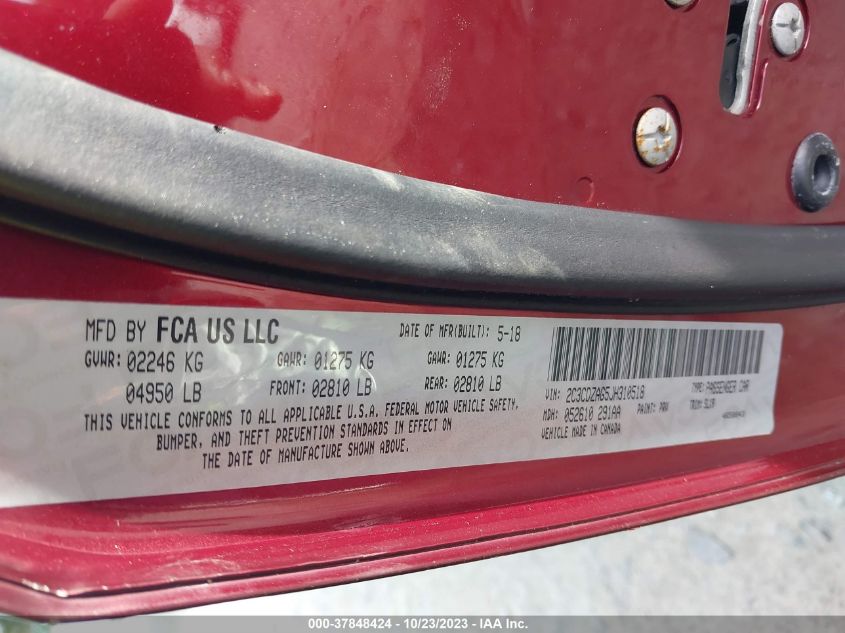 MFD BY FCA US LLC DATE OF MFR(BUILT): 5-18
GVWR: 02246 KG GAWR: 01275 KG GAWR: 01275 KG
04950 LB FRONT: 02810 LB REAR: 02810 LB
THIS VEHICLE CONFORMS TO ALL APPLICABLE U.S.A. FEDERAL MOTOR VEHICLE SAFETY,
BUMPER, AND THEFT PREVENTION STANDARDS IN EFFECT ON
THE DATE OF MANUFACTURE SHOWN ABOVE.
VIN: 2C3CDZAG5JH310518 TYPE: PASSENGER CAR
MDH: 052610 291AA PAINT: PRV TRIM: SLX9
VEHICLE MADE IN CANADA
000-37848424 - 10/23/2023 - IAA Inc.